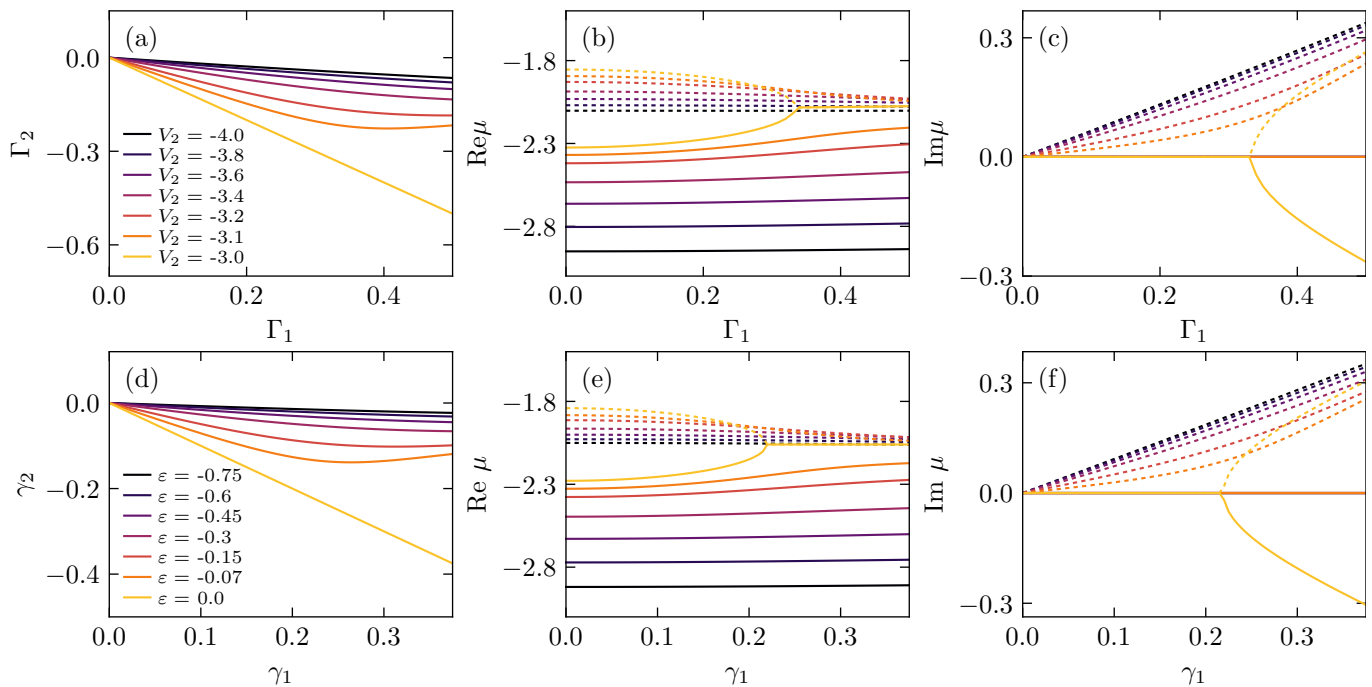 (a)
Γ₂
0.0
−0.3
−0.6
V₂ = -4.0
V₂ = -3.8
V₂ = -3.6
V₂ = -3.4
V₂ = -3.2
V₂ = -3.1
V₂ = -3.0
0.0 0.2 0.4
Γ₁
(b)
Reμ
−1.8
−2.3
−2.8
0.0 0.2 0.4
Γ₁
(c)
Imμ
0.3
0.0
−0.3
0.0 0.2 0.4
Γ₁
(d)
γ₂
0.0
−0.2
−0.4
ε = -0.75
ε = -0.6
ε = -0.45
ε = -0.3
ε = -0.15
ε = -0.07
ε = 0.0
0.0 0.1 0.2 0.3
γ₁
(e)
Re μ
−1.8
−2.3
−2.8
0.0 0.1 0.2 0.3
γ₁
(f)
Im μ
0.3
0.0
−0.3
0.0 0.1 0.2 0.3
γ₁